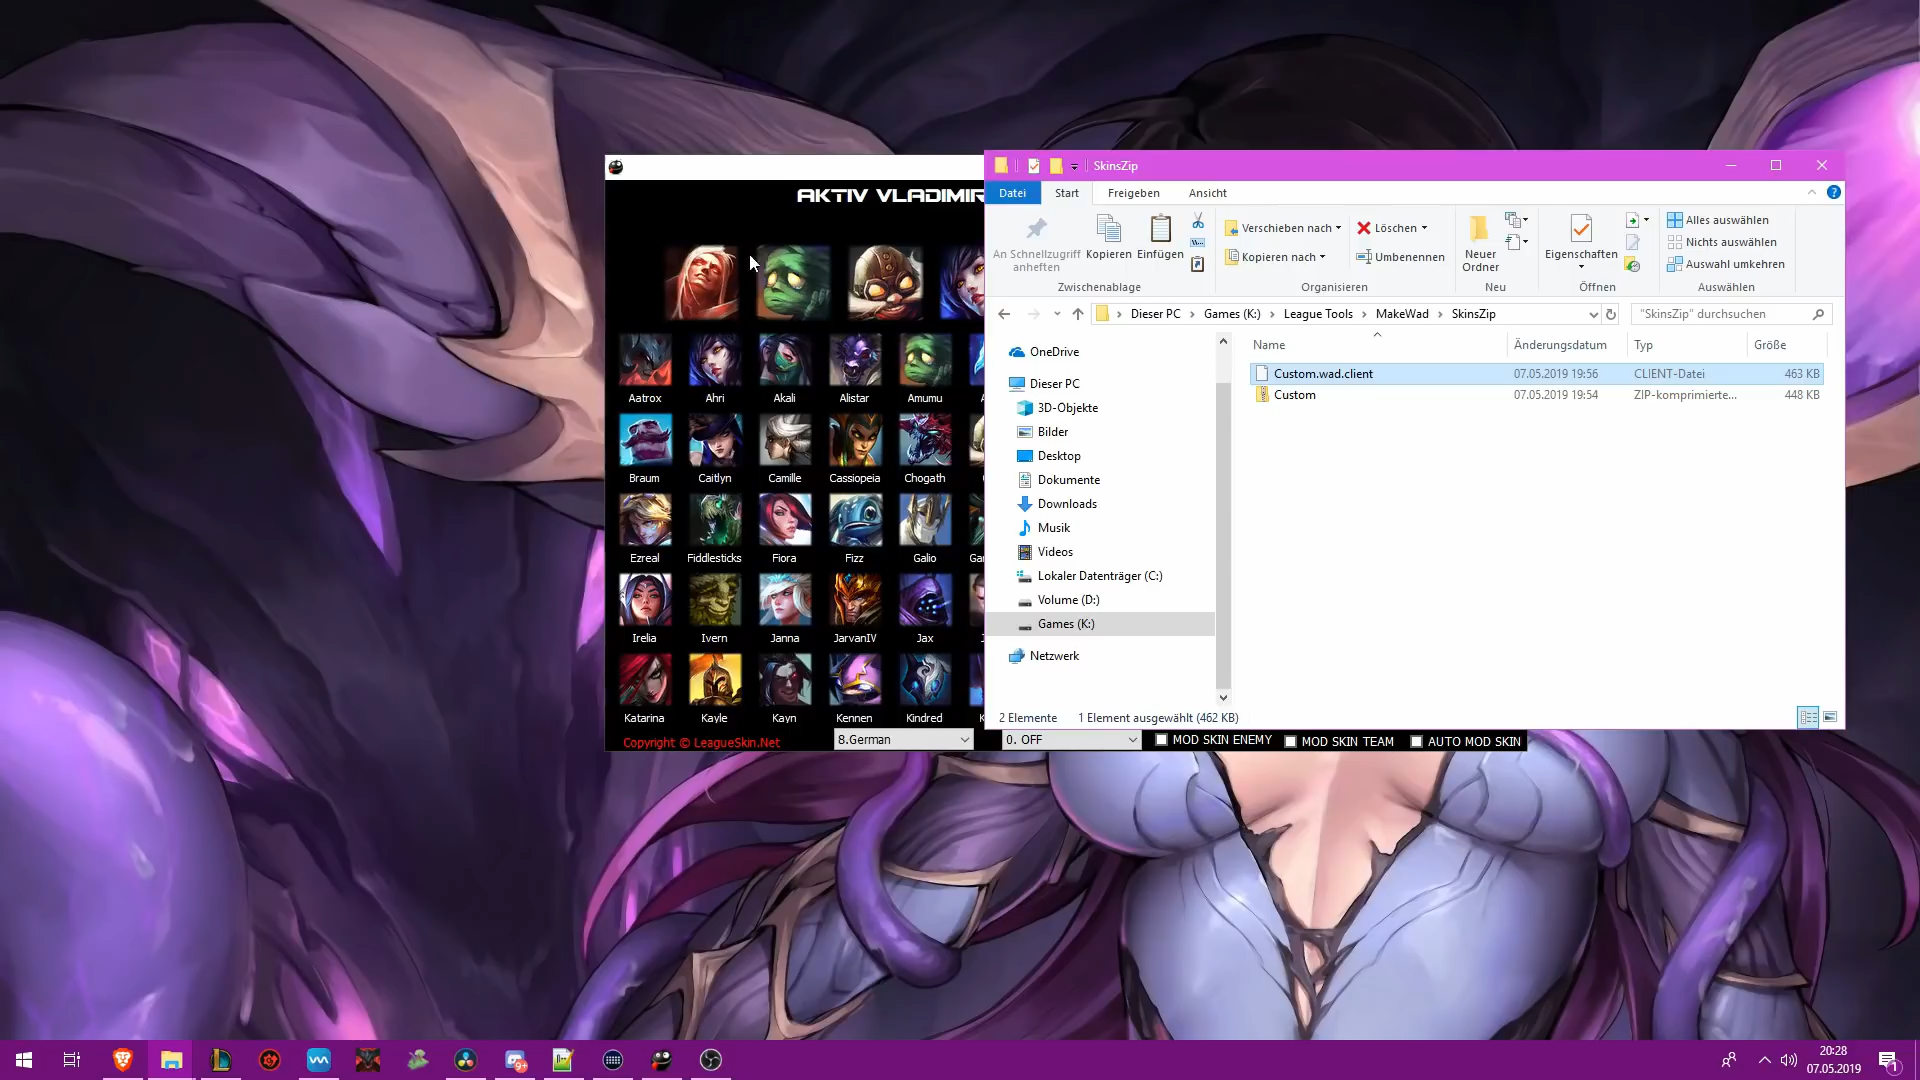 SkinsZip
Datei Start Freigeben Ansicht
AKTIV VLADIMIR
An Schnellzugriff anheften
Kopieren
Einfügen
Verschieben nach
Kopieren nach
Löschen
Umbenennen
Neuer Ordner
Eigenschaften
Alles auswählen
Nichts auswählen
Auswahl umkehren
Zwischenablage Organisieren Neu Öffnen Auswählen
Dieser PC Games (K:) League Tools MakeWad SkinsZip
"SkinsZip" durchsuchen
Name Änderungsdatum Typ Größe
Custom.wad.client 07.05.2019 19:56 CLIENT-Datei 463 KB
Custom 07.05.2019 19:54 ZIP-komprimierte... 448 KB
OneDrive
Dieser PC
3D-Objekte
Bilder
Desktop
Dokumente
Downloads
Musik
Videos
Lokaler Datenträger (C:)
Volume (D:)
Games (K:)
Netzwerk
2 Elemente 1 Element ausgewählt (462 KB)
Aatrox Ahri Akali Alistar Amumu
Braum Caitlyn Camille Cassiopeia Chogath
Ezreal Fiddlesticks Fiora Fizz Galio
Irelia Ivern Janna JarvanIV Jax
Katarina Kayle Kayn Kennen Kindred
Copyright © LeagueSkin.Net 8.German 0. OFF MOD SKIN ENEMY MOD SKIN TEAM AUTO MOD SKIN
9+
20:28
07.05.2019
1